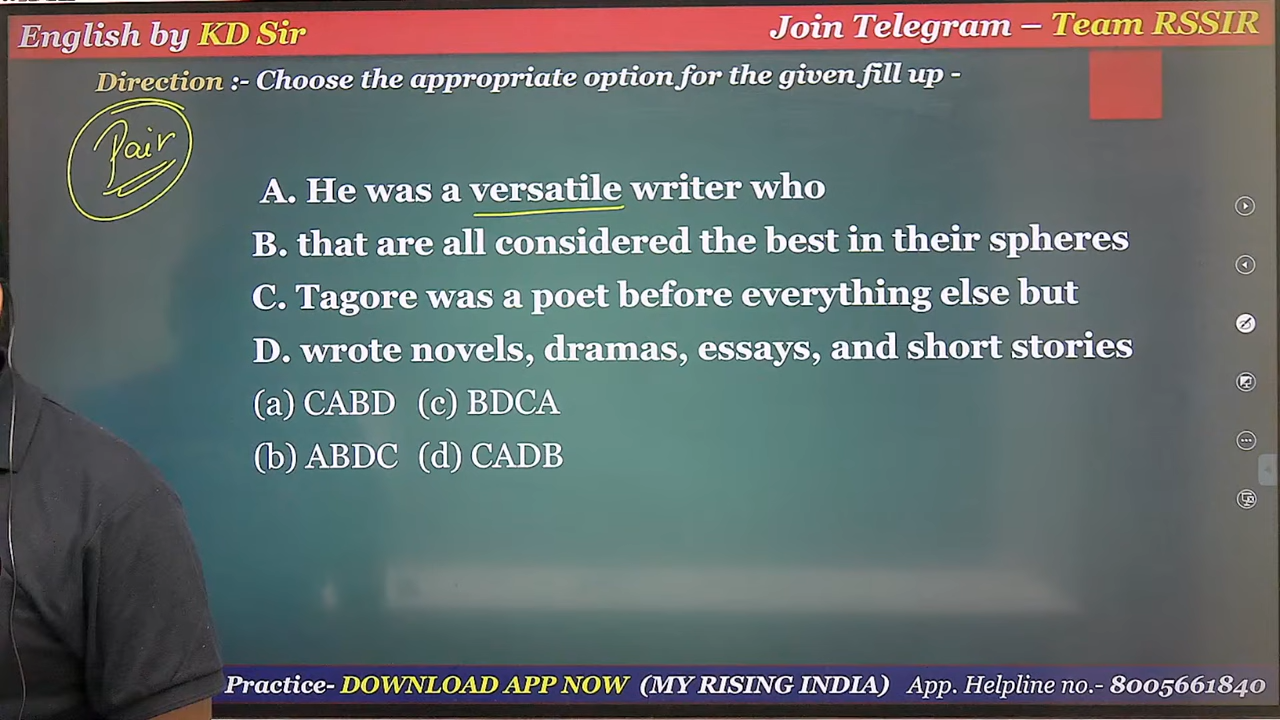 English by KD Sir
Join Telegram – Team RSSIR
Direction :- Choose the appropriate option for the given fill up -
Pair
A. He was a versatile writer who
B. that are all considered the best in their spheres
C. Tagore was a poet before everything else but
D. wrote novels, dramas, essays, and short stories
(a) CABD (c) BDCA
(b) ABDC (d) CADB
Practice- DOWNLOAD APP NOW (MY RISING INDIA) App. Helpline no.- 8005661840